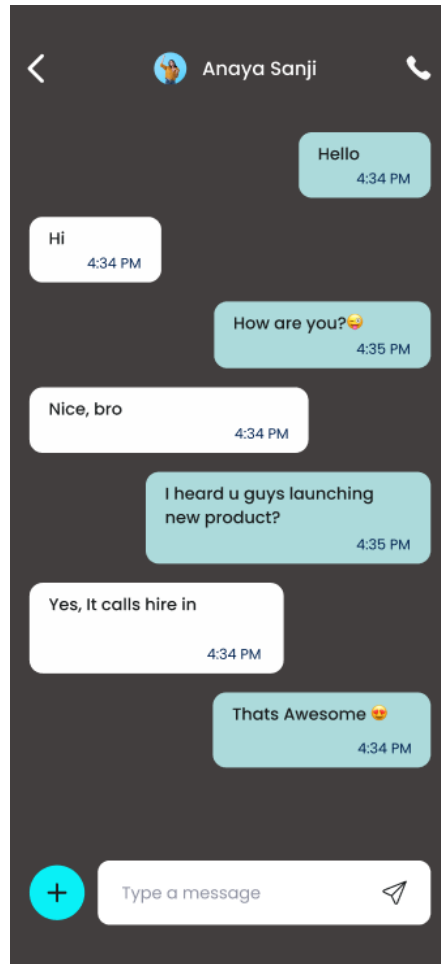 Anaya Sanji
Hello
4:34 PM
Hi
4:34 PM
How are you?😜
4:35 PM
Nice, bro
4:34 PM
I heard u guys launching
new product?
4:35 PM
Yes, It calls hire in
4:34 PM
Thats Awesome 😍
4:34 PM
Type a message